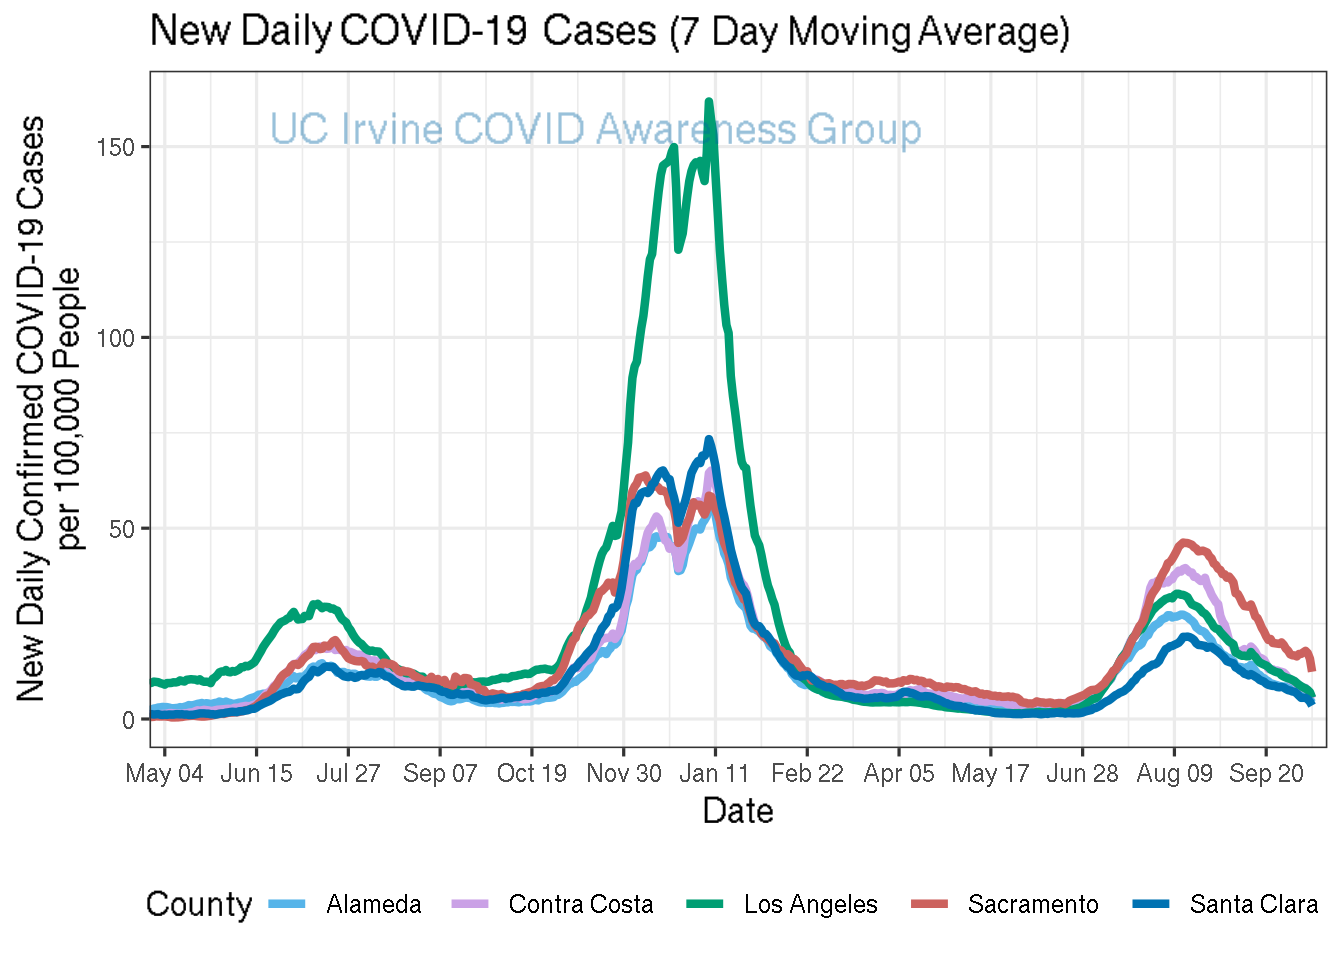 New Daily COVID-19 Cases (7 Day Moving Average)
UC Irvine COVID Awareness Group
New Daily Confirmed COVID-19 Cases
per 100,000 People
150
100
50
0
May 04 Jun 15 Jul 27 Sep 07 Oct 19 Nov 30 Jan 11 Feb 22 Apr 05 May 17 Jun 28 Aug 09 Sep 20
Date
County Alameda Contra Costa Los Angeles Sacramento Santa Clara